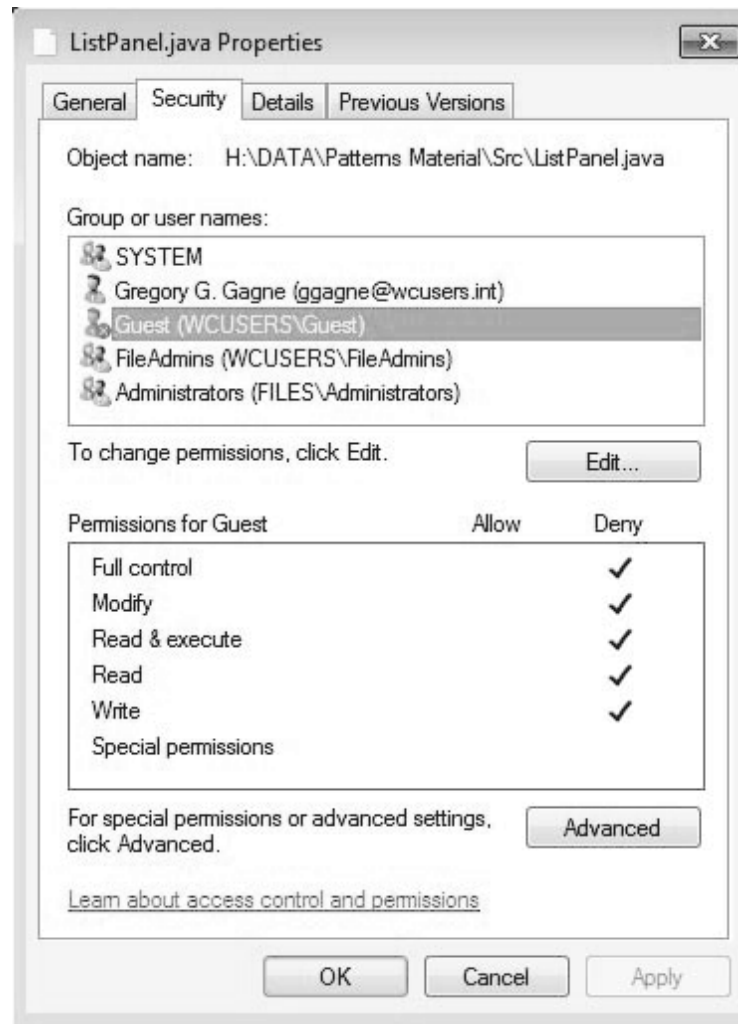 ListPanel.java Properties
General Security Details Previous Versions
Object name: H:\DATA\Patterns Material\Src\ListPanel.java
Group or user names:
SYSTEM
Gregory G. Gagne (ggagne@wcusers.int)
Guest (WCUSERS\Guest)
FileAdmins (WCUSERS\FileAdmins)
Administrators (FILES\Administrators)
To change permissions, click Edit.
Edit...
Permissions for Guest Allow Deny
Full control
Modify
Read & execute
Read
Write
Special permissions
For special permissions or advanced settings,
click Advanced.
Advanced
Learn about access control and permissions
OK Cancel Apply